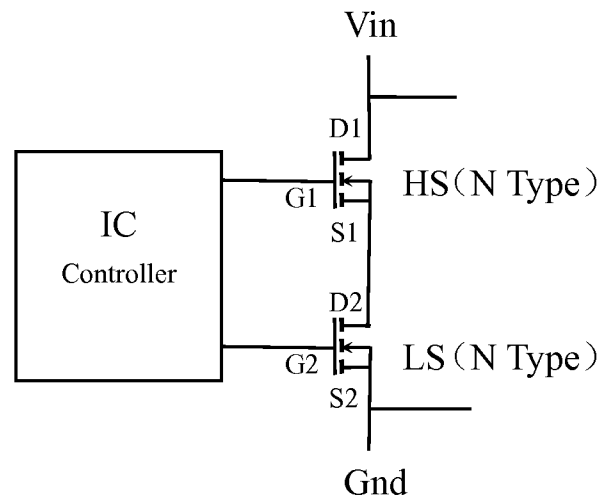 Vin
D1
HS（N Type）
G1
S1
IC
Controller
D2
LS（N Type）
G2
S2
Gnd